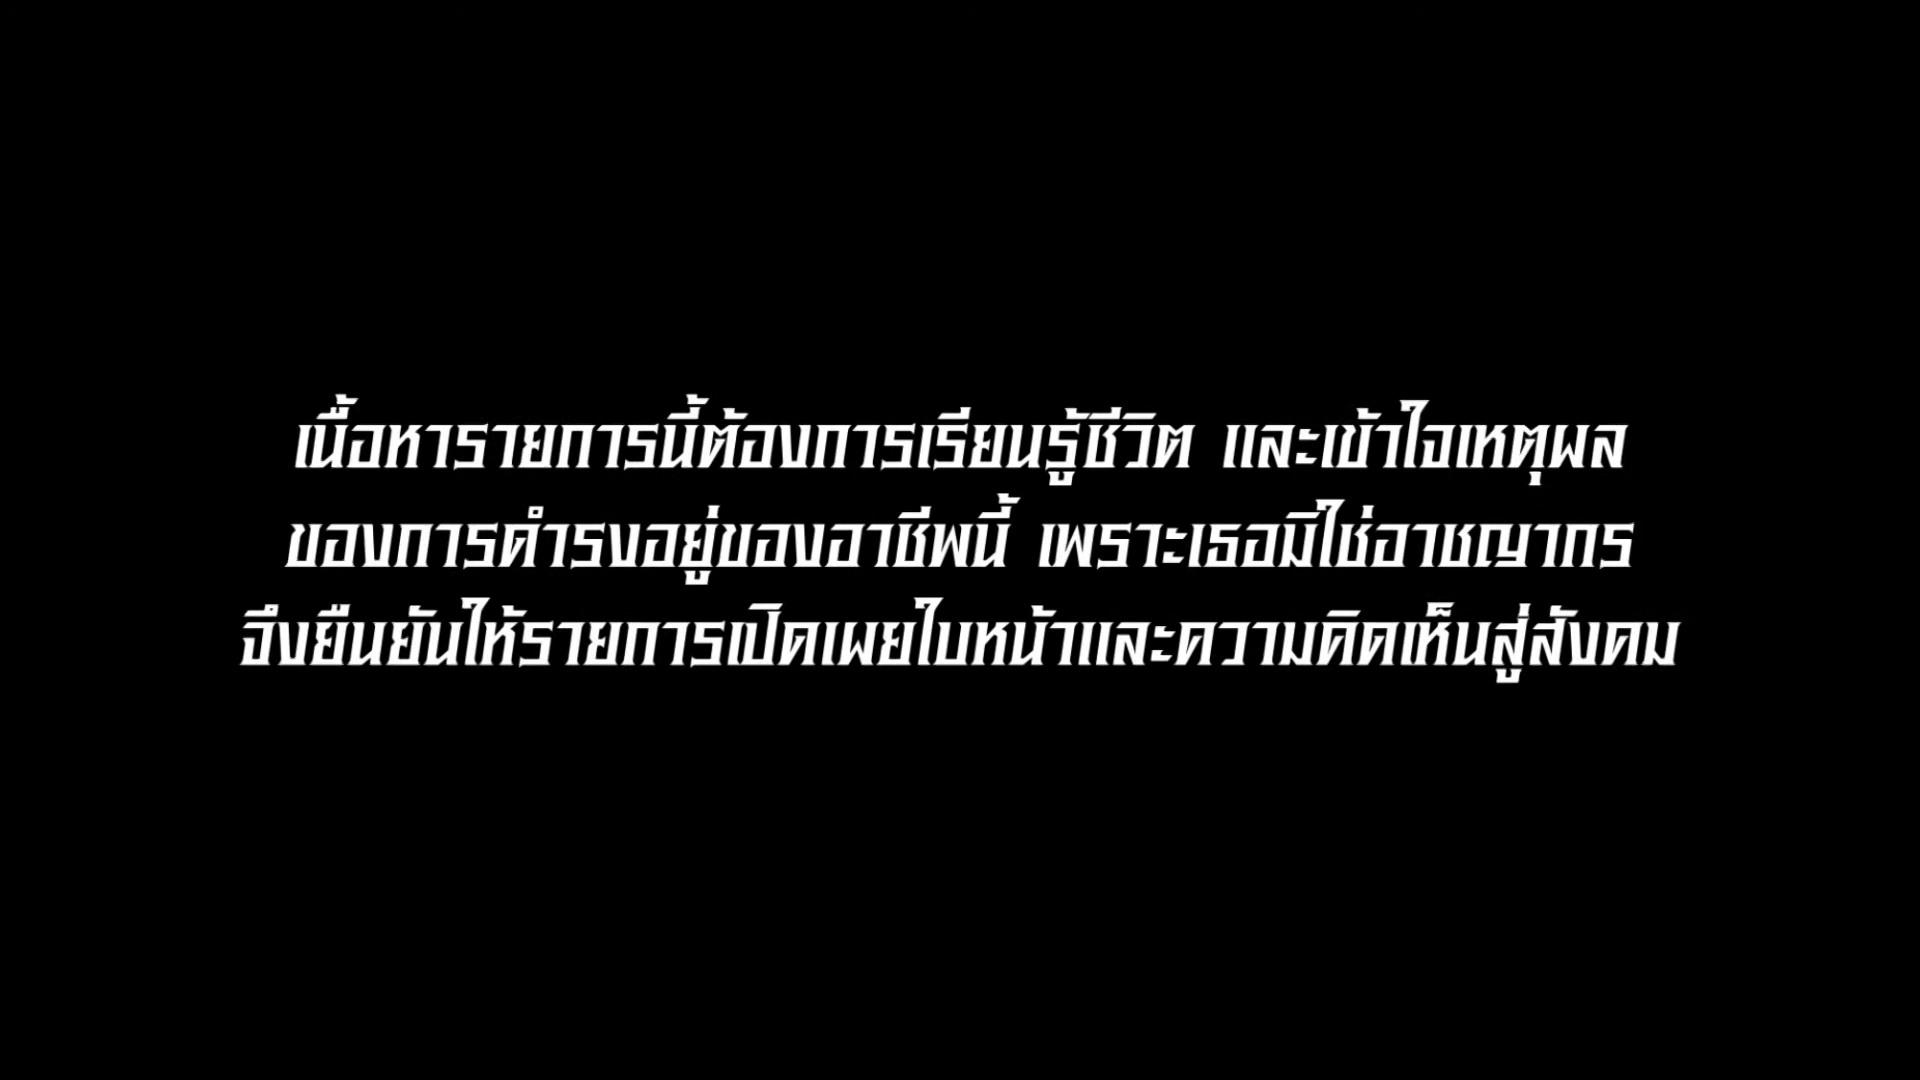 เนื้อหารายการนี้ต้องการเรียนรู้ชีวิต และเข้าใจเหตุผล
ของการดำรงอยู่ของอาชีพนี้ เพราะเธอมิใช่อาชญากร
จึงยืนยันให้รายการเปิดเผยใบหน้าและความคิดเห็นสู่สังคม